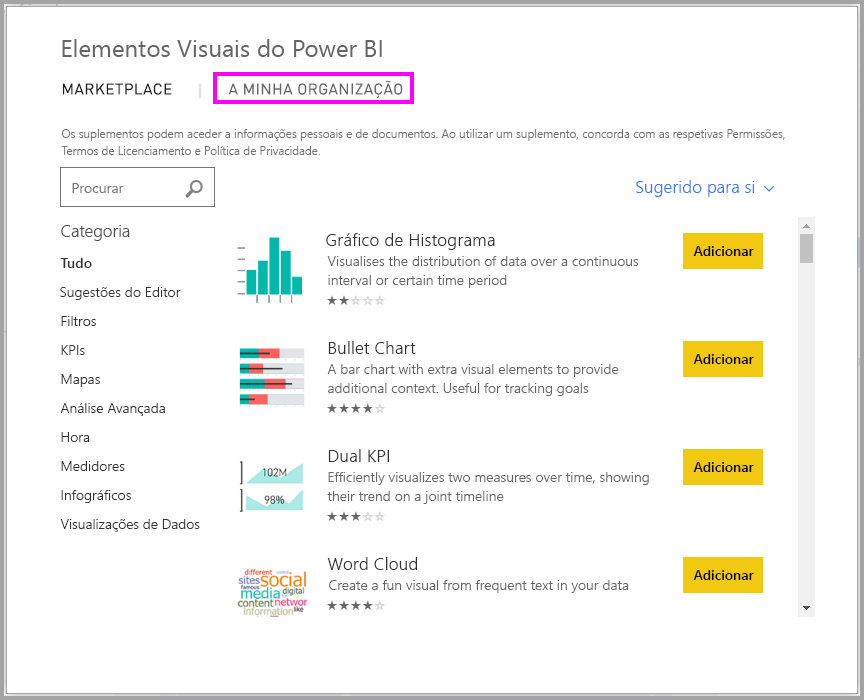 Elementos Visuais do Power BI
MARKETPLACE | A MINHA ORGANIZAÇÃO
Os suplementos podem aceder a informações pessoais e de documentos. Ao utilizar um suplemento, concorda com as respetivas Permissões,
Termos de Licenciamento e Política de Privacidade.
Procurar
Sugerido para si
Categoria
Tudo
Sugestões do Editor
Filtros
KPIs
Mapas
Análise Avançada
Hora
Medidores
Infográficos
Visualizações de Dados
Gráfico de Histograma
Visualises the distribution of data over a continuous
interval or certain time period
Adicionar
Bullet Chart
A bar chart with extra visual elements to provide
additional context. Useful for tracking goals
Adicionar
102M
98%
Dual KPI
Efficiently visualizes two measures over time, showing
their trend on a joint timeline
Adicionar
different
sites social
famous
media digital
content networ
information like
Word Cloud
Create a fun visual from frequent text in your data
Adicionar